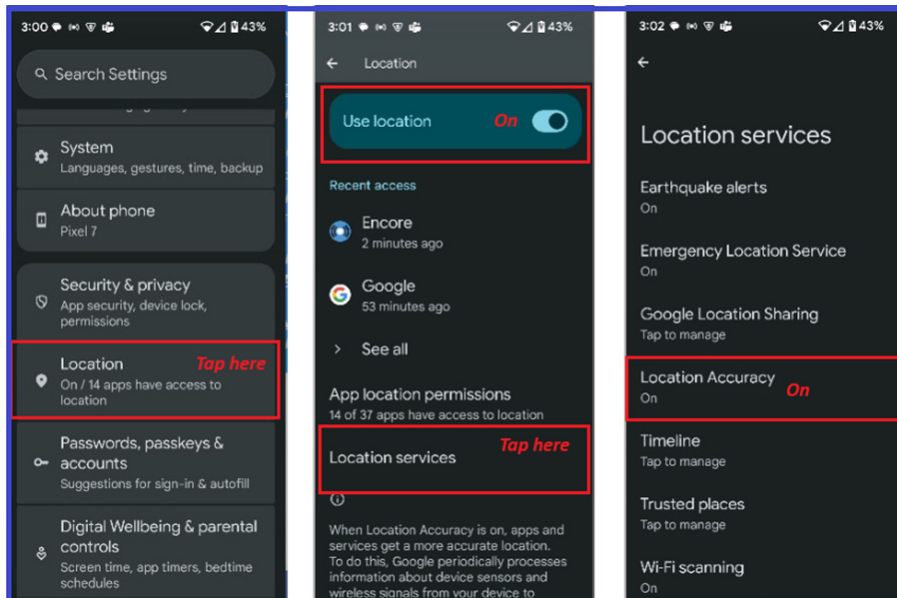 3:00 43%
Search Settings
System
Languages, gestures, time, backup
About phone
Pixel 7
Security & privacy
App security, device lock,
permissions
Location Tap here
On / 14 apps have access to
location
Passwords, passkeys &
accounts
Suggestions for sign-in & autofill
Digital Wellbeing & parental
controls
Screen time, app timers, bedtime
schedules
3:01 43%
Location
Use location On
Recent access
Encore
2 minutes ago
Google
53 minutes ago
See all
App location permissions
14 of 37 apps have access to location
Location services Tap here
When Location Accuracy is on, apps and
services get a more accurate location.
To do this, Google periodically processes
information about device sensors and
wireless signals from your device to
3:02 43%
Location services
Earthquake alerts
On
Emergency Location Service
On
Google Location Sharing
Tap to manage
Location Accuracy
On On
Timeline
Tap to manage
Trusted places
Tap to manage
Wi-Fi scanning
On